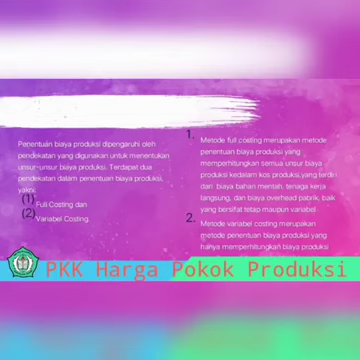 Penentuan biaya produksi dipengaruhi oleh
pendekatan yang digunakan untuk menentukan
unsur-unsur biaya produksi. Terdapat dua
pendekatan dalam penentuan biaya produksi,
yakni:
(1) Full Costing dan
(2) Variabel Costing.
1. Metode full costing merupakan metode
penentuan biaya produksi yang
memperhitungkan semua unsur biaya
produksi kedalam kos produksi, yang terdiri
dari biaya bahan mentah, tenaga kerja
langsung, dan biaya overhead pabrik, baik
yang bersifat tetap maupun variabel
2. Metode variabel costing merupakan
metode penentuan biaya produksi yang
hanya memperhitungkan biaya produksi
PKK Harga Pokok Produksi